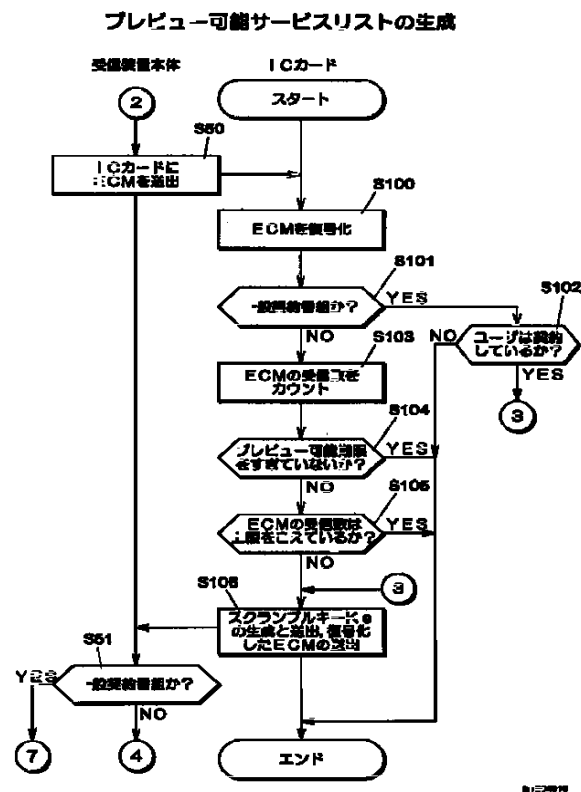 プレビュー可能サービスリストの生成
受信装置本体
ICカード
2
スタート
S50
ICカードに
ECMを送出
S100
ECMを復号化
S101
一般契約番組か?
YES
S102
NO
NO
ユーザは契約
しているか?
S103
YES
ECMの受信数を
カウント
3
S104
プレビュー可能期限
をすぎていないか?
YES
NO
S105
ECMの受信数は
上限をこえているか?
YES
NO
3
S106
スクランブルキーKs
の生成と送出,復号化
したECMの送出
S51
YES
一般契約番組か?
NO
7
4
エンド